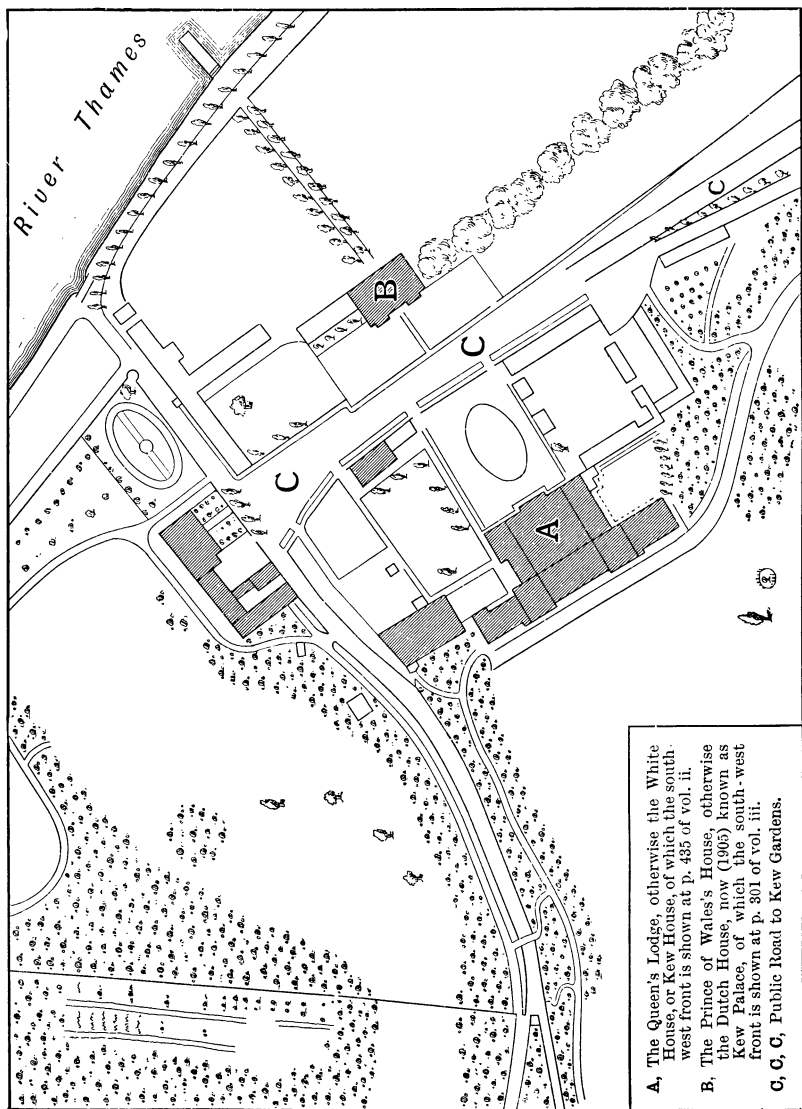 River Thames
B
C
C
C
A
A, The Queen's Lodge, otherwise the White
House, or Kew House, of which the south-
west front is shown at p. 435 of vol. ii.
B, The Prince of Wales's House, otherwise
the Dutch House, now (1905) known as
Kew Palace, of which the south-west
front is shown at p. 301 of vol. iii.
C, C, C, Public Road to Kew Gardens.